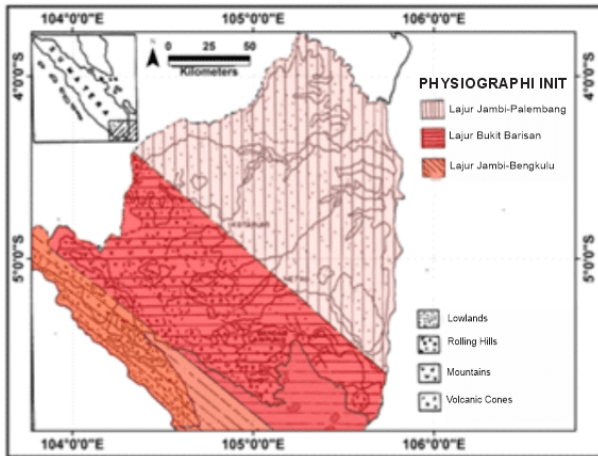 104°0'0"E 105°0'0"E 106°0'0"E
4°0'0"S
5°0'0"S
SUMATERA
N
0 25 50
Kilometers
PHYSIOGRAPHI INIT
Lajur Jambi-Palembang
Lajur Bukit Barisan
Lajur Jambi-Bengkulu
Lowlands
Rolling Hills
Mountains
Volcanic Cones
4°0'0"S
5°0'0"S
104°0'0"E 105°0'0"E 106°0'0"E